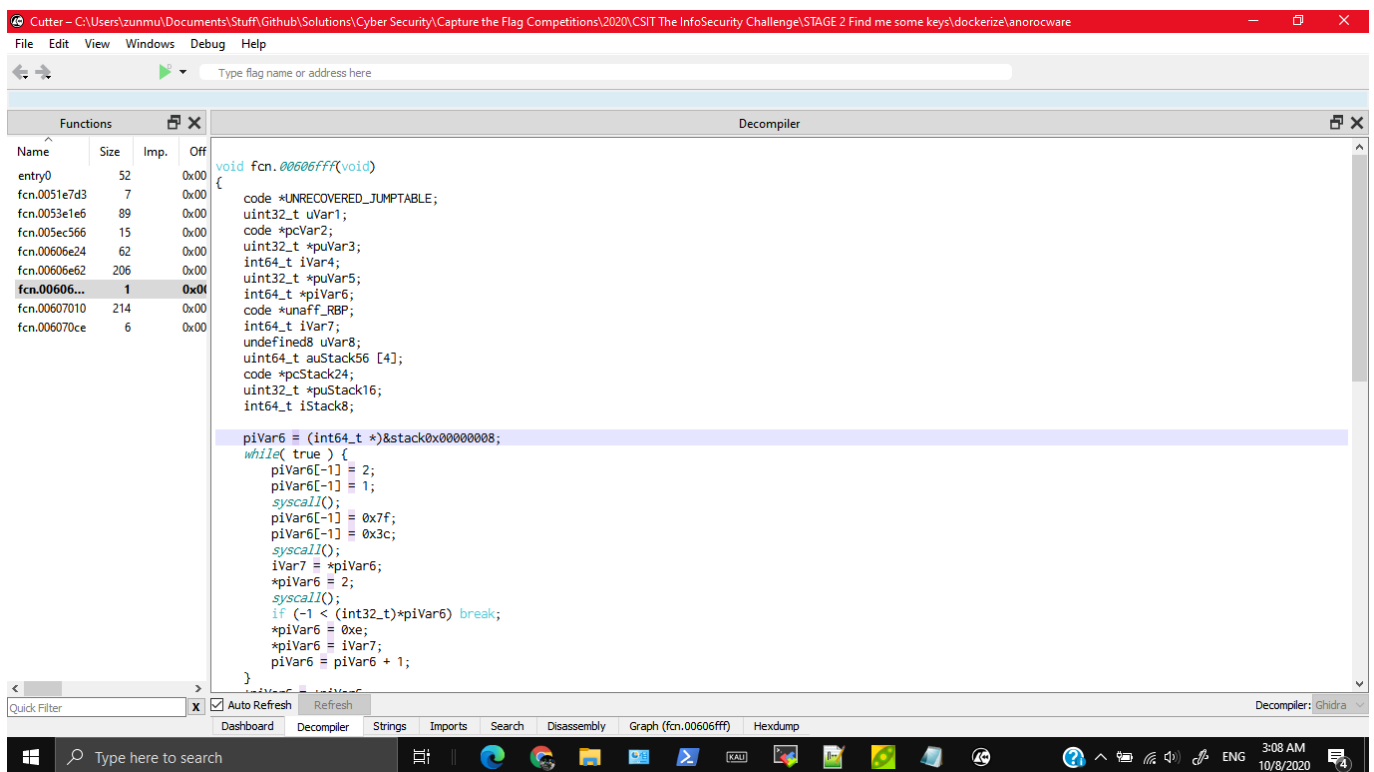 Cutter – C:\Users\zunmu\Documents\Stuff\Github\Solutions\Cyber Security\Capture the Flag Competitions\2020\CSIT The InfoSecurity Challenge\STAGE 2 Find me some keys\dockerize\anorocware
File Edit View Windows Debug Help
Type flag name or address here
Functions
Decompiler
Name Size Imp. Off
entry0 52 0x00
fcn.0051e7d3 7 0x00
fcn.0053e1e6 89 0x00
fcn.005ec566 15 0x00
fcn.00606e24 62 0x00
fcn.00606e62 206 0x00
fcn.00606... 1 0x00
fcn.00607010 214 0x00
fcn.006070ce 6 0x00
Quick Filter X
void fcn.00606fff(void)
{
    code *UNRECOVERED_JUMPTABLE;
    uint32_t uVar1;
    code *pcVar2;
    uint32_t *puVar3;
    int64_t iVar4;
    uint32_t *puVar5;
    int64_t *piVar6;
    code *unaff_RBP;
    int64_t iVar7;
    undefined8 uVar8;
    uint64_t auStack56 [4];
    code *pcStack24;
    uint32_t *puStack16;
    int64_t iStack8;
    piVar6 = (int64_t *)&stack0x00000008;
    while( true ) {
        piVar6[-1] = 2;
        piVar6[-1] = 1;
        syscall();
        piVar6[-1] = 0x7f;
        piVar6[-1] = 0x3c;
        syscall();
        iVar7 = *piVar6;
        *piVar6 = 2;
        syscall();
        if (-1 < (int32_t)*piVar6) break;
        *piVar6 = 0xe;
        *piVar6 = iVar7;
        piVar6 = piVar6 + 1;
    }
Auto Refresh Refresh Decompiler: Ghidra
Dashboard Decompiler Strings Imports Search Disassembly Graph (fcn.00606fff) Hexdump
Type here to search
KAU
ENG
3:08 AM
10/8/2020
4